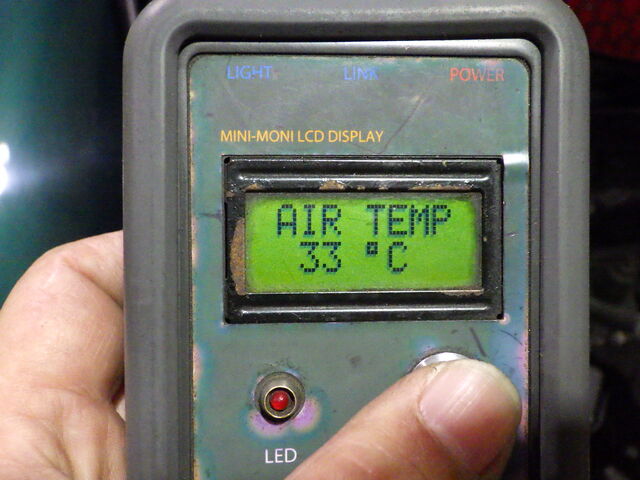 LIGHT LINK POWER
MINI-MONI LCD DISPLAY
AIR TEMP
33 °C
LED